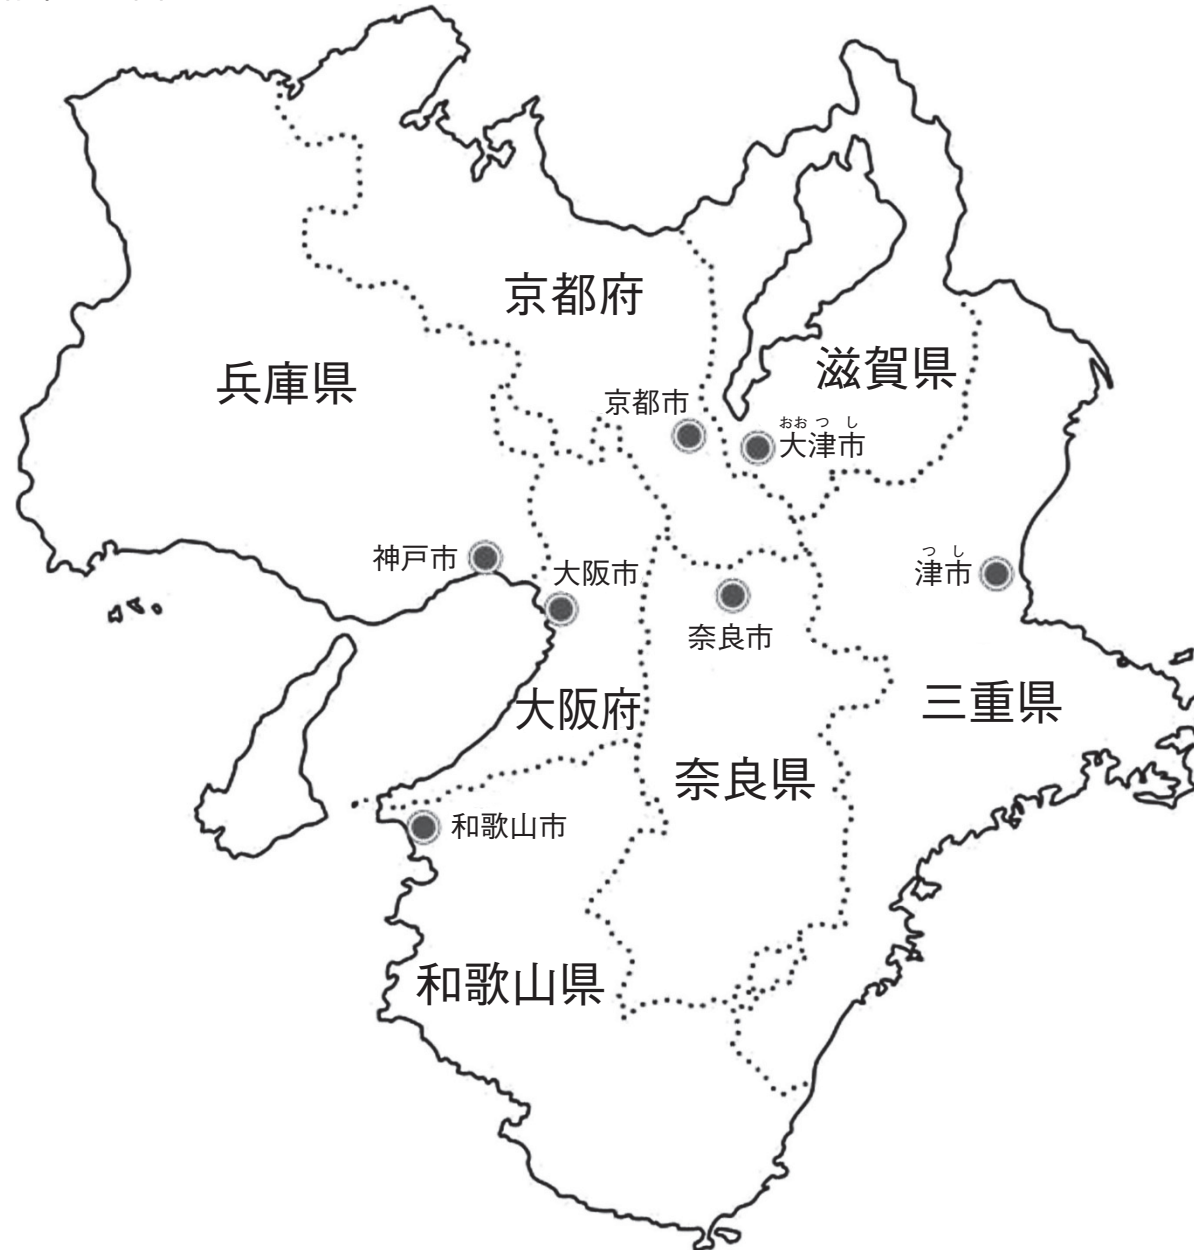 京都府
滋賀県
兵庫県
京都市
おおつし
大津市
神戸市
大阪市
つし
津市
奈良市
三重県
大阪府
奈良県
和歌山市
和歌山県